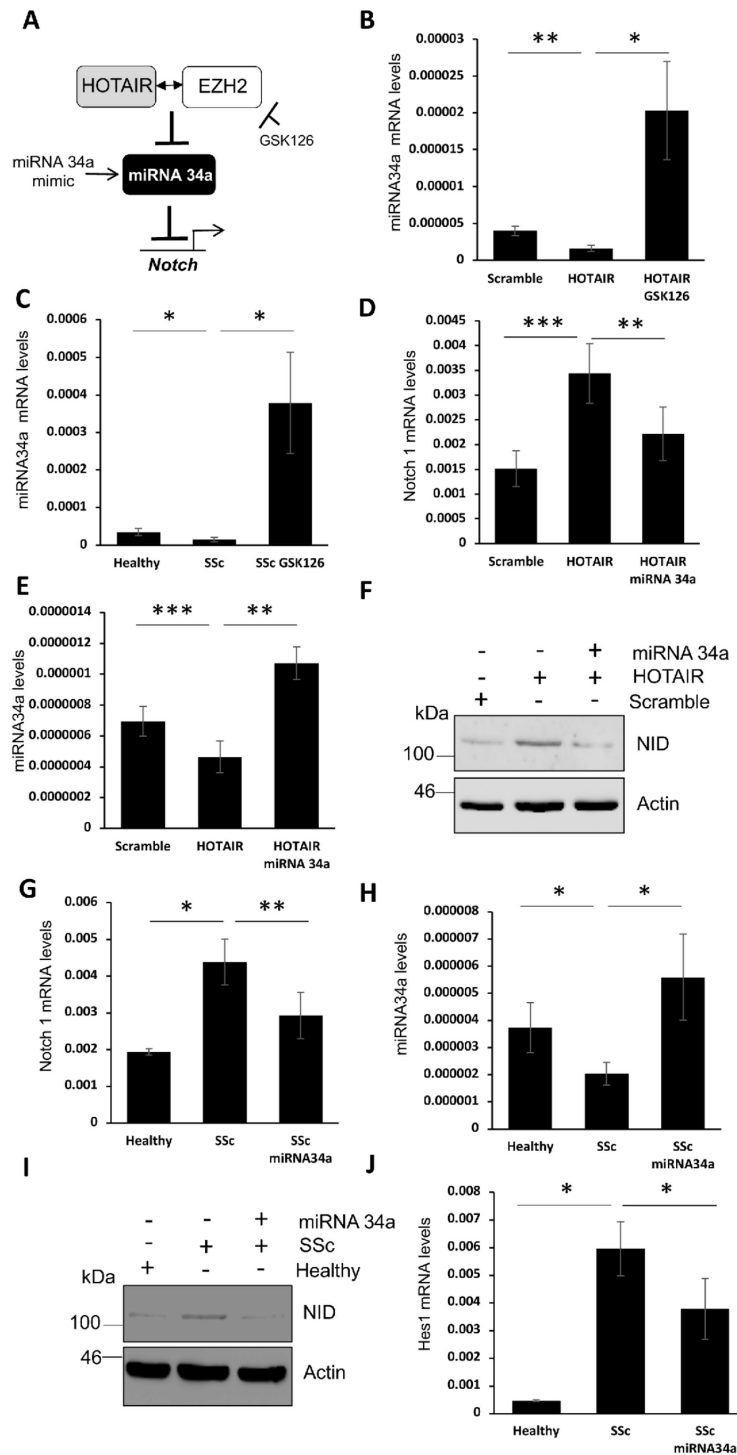 A
HOTAIR
EZH2
GSK126
miRNA 34a
mimic
miRNA 34a
Notch
B
miRNA34a mRNA levels
0.00003
0.000025
0.00002
0.000015
0.00001
0.000005
0
** *
Scramble HOTAIR HOTAIR
GSK126
C
miRNA34a mRNA levels
0.0006
0.0005
0.0004
0.0003
0.0002
0.0001
0
* *
Healthy SSc SSc GSK126
D
Notch 1 mRNA levels
0.0045
0.004
0.0035
0.003
0.0025
0.002
0.0015
0.001
0.0005
0
*** **
Scramble HOTAIR HOTAIR
miRNA 34a
E
miRNA34a levels
0.0000014
0.0000012
0.000001
0.0000008
0.0000006
0.0000004
0.0000002
0
*** **
Scramble HOTAIR HOTAIR
miRNA 34a
F
- - + miRNA 34a
- + + HOTAIR
+ - - Scramble
kDa
100
NID
46
Actin
G
Notch 1 mRNA levels
0.006
0.005
0.004
0.003
0.002
0.001
0
* **
Healthy SSc SSc
miRNA34a
H
miRNA34a levels
0.000008
0.000007
0.000006
0.000005
0.000004
0.000003
0.000002
0.000001
0
* *
Healthy SSc SSc
miRNA34a
I
- - + miRNA 34a
- + + SSc
+ - - Healthy
kDa
100
NID
46
Actin
J
Hes1 mRNA levels
0.008
0.007
0.006
0.005
0.004
0.003
0.002
0.001
0
* *
Healthy SSc SSc
miRNA34a